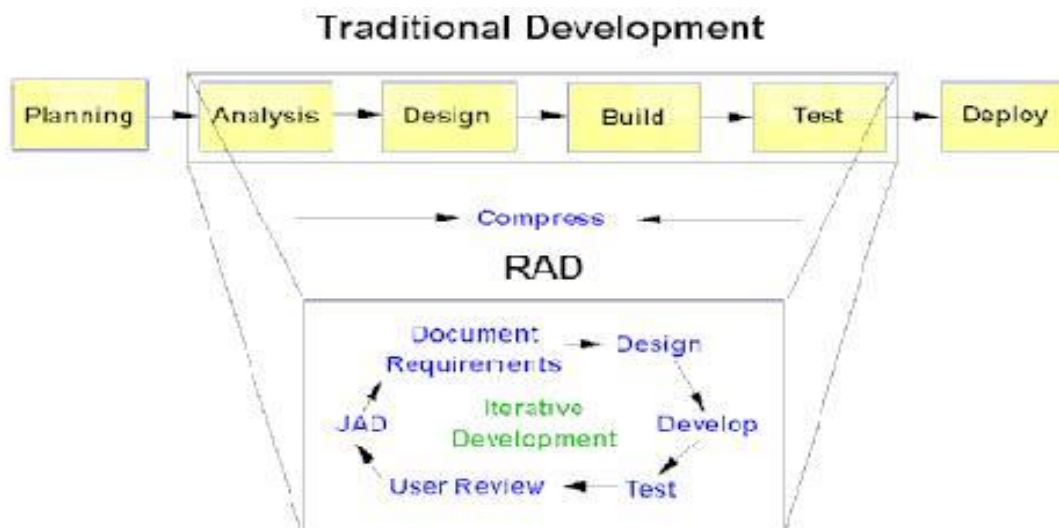 Traditional Development
Planning
Analysis
Design
Build
Test
Deploy
Compress
RAD
Document
Requirements
Design
JAD
Iterative
Development
Develop
User Review
Test